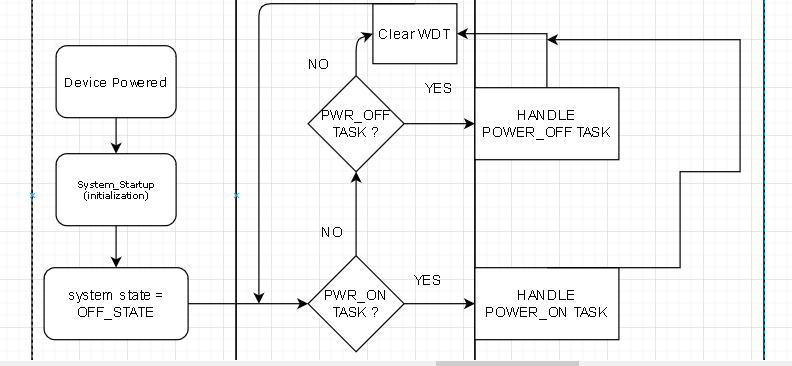 Device Powered
System_Startup
(initialization)
system state =
OFF_STATE
Clear WDT
NO
YES
PWR_OFF
TASK ?
HANDLE
POWER_OFF TASK
NO
YES
PWR_ON
TASK ?
HANDLE
POWER_ON TASK